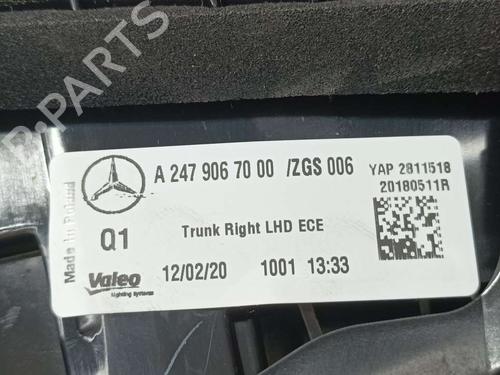 B.PARTS
A 247 906 70 00 /ZGS 006
YAP 2811518
20180511R
Made in Poland
Q1
Trunk Right LHD ECE
Valeo
lighting systems
12/02/20 1001 13:33
B.PARTS